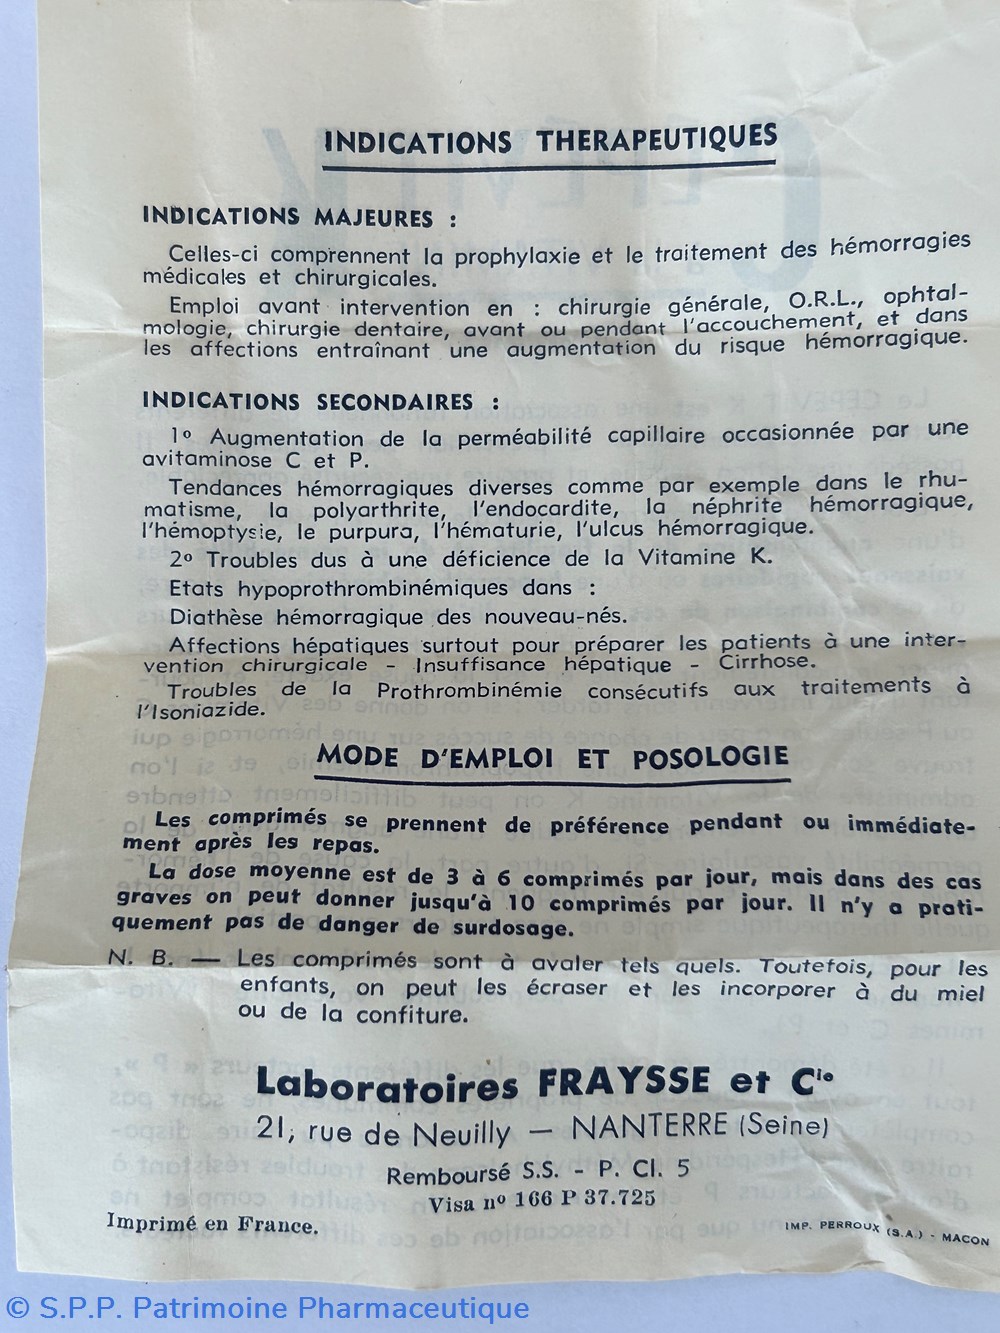 INDICATIONS THERAPEUTIQUES
INDICATIONS MAJEURES :
Celles-ci comprennent la prophylaxie et le traitement des hémorragies
médicales et chirurgicales.
Emploi avant intervention en : chirurgie générale, O.R.L., ophtal-
mologie, chirurgie dentaire, avant ou pendant l'accouchement, et dans
les affections entraînant une augmentation du risque hémorragique.
INDICATIONS SECONDAIRES :
1º Augmentation de la perméabilité capillaire occasionnée par une
avitaminose C et P.
Tendances hémorragiques diverses comme par exemple dans le rhu-
matisme, la polyarthrite, l'endocardite, la néphrite hémorragique,
l'hémoptysie, le purpura, l'hématurie, l'ulcus hémorragique.
2º Troubles dus à une déficience de la Vitamine K.
Etats hypoprothrombinémiques dans :
Diathèse hémorragique des nouveau-nés.
Affections hépatiques surtout pour préparer les patients à une inter-
vention chirurgicale - Insuffisance hépatique - Cirrhose.
Troubles de la Prothrombinémie consécutifs aux traitements à
l'Isoniazide.
MODE D'EMPLOI ET POSOLOGIE
Les comprimés se prennent de préférence pendant ou immédiate-
ment après les repas.
La dose moyenne est de 3 à 6 comprimés par jour, mais dans des cas
graves on peut donner jusqu'à 10 comprimés par jour. Il n'y a prati-
quement pas de danger de surdosage.
N. B. — Les comprimés sont à avaler tels quels. Toutefois, pour les
enfants, on peut les écraser et les incorporer à du miel
ou de la confiture.
Laboratoires FRAYSSE et Cie
21, rue de Neuilly — NANTERRE (Seine)
Remboursé S.S. - P. Cl. 5
Visa nº 166 P 37.725
Imprimé en France.
IMP. PERROUX (S.A.) - MACON
© S.P.P. Patrimoine Pharmaceutique